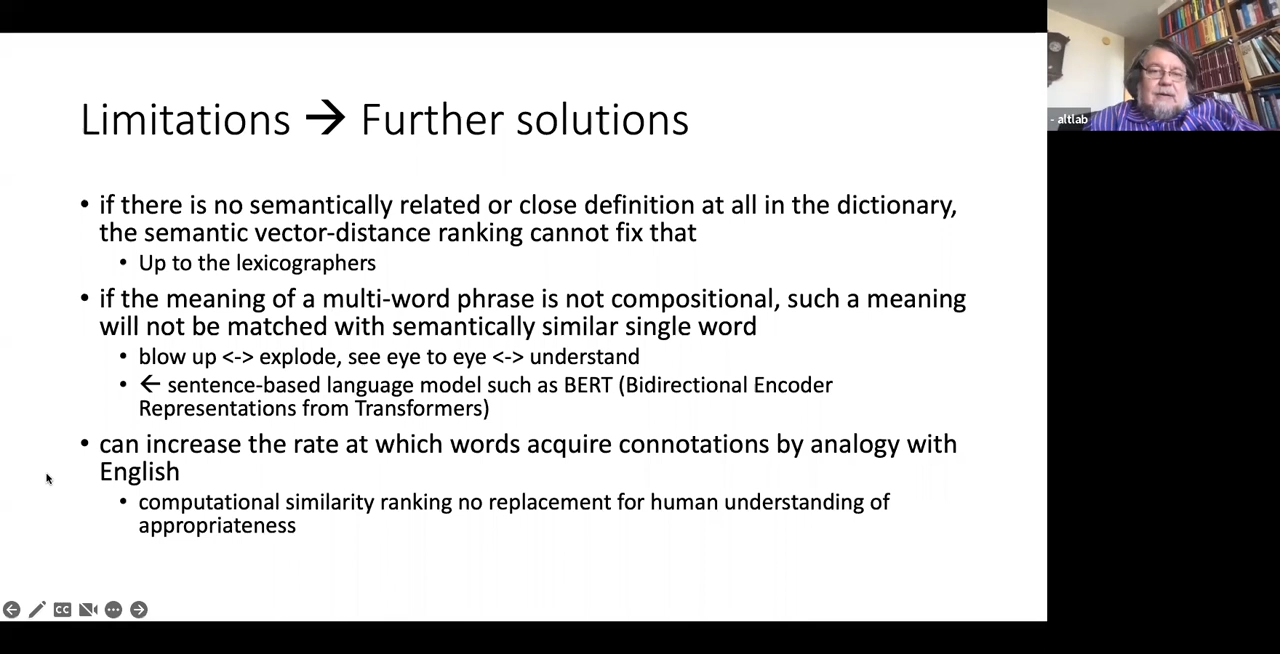 Limitations → Further solutions
• if there is no semantically related or close definition at all in the dictionary,
the semantic vector-distance ranking cannot fix that
• Up to the lexicographers
• if the meaning of a multi-word phrase is not compositional, such a meaning
will not be matched with semantically similar single word
• blow up <-> explode, see eye to eye <-> understand
• ← sentence-based language model such as BERT (Bidirectional Encoder
Representations from Transformers)
• can increase the rate at which words acquire connotations by analogy with
English
• computational similarity ranking no replacement for human understanding of
appropriateness
- altlab
CC